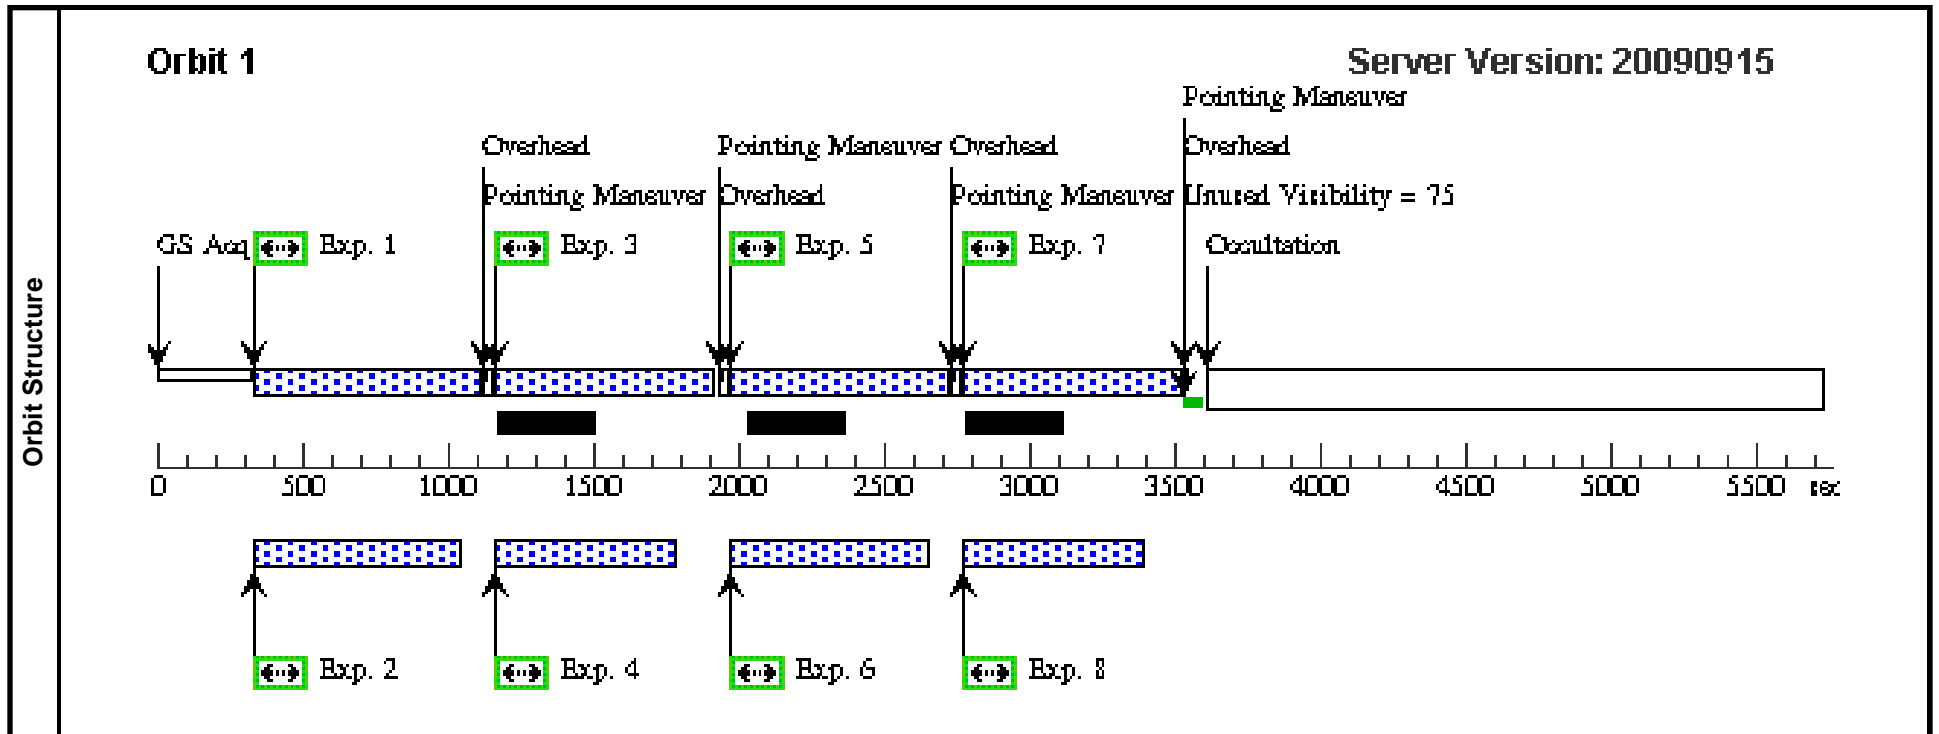 Orbit Structure
Orbit 1
Server Version: 20090915
Pointing Maneuver
Overhead
Pointing Maneuver
Overhead
Overhead
Pointing Maneuver
Overhead
Pointing Maneuver
Unused Visibility = 75
GS Acq
Exp. 1
Exp. 3
Exp. 5
Exp. 7
Occultation
0
500
1000
1500
2000
2500
3000
3500
4000
4500
5000
5500
sec
Exp. 2
Exp. 4
Exp. 6
Exp. 8